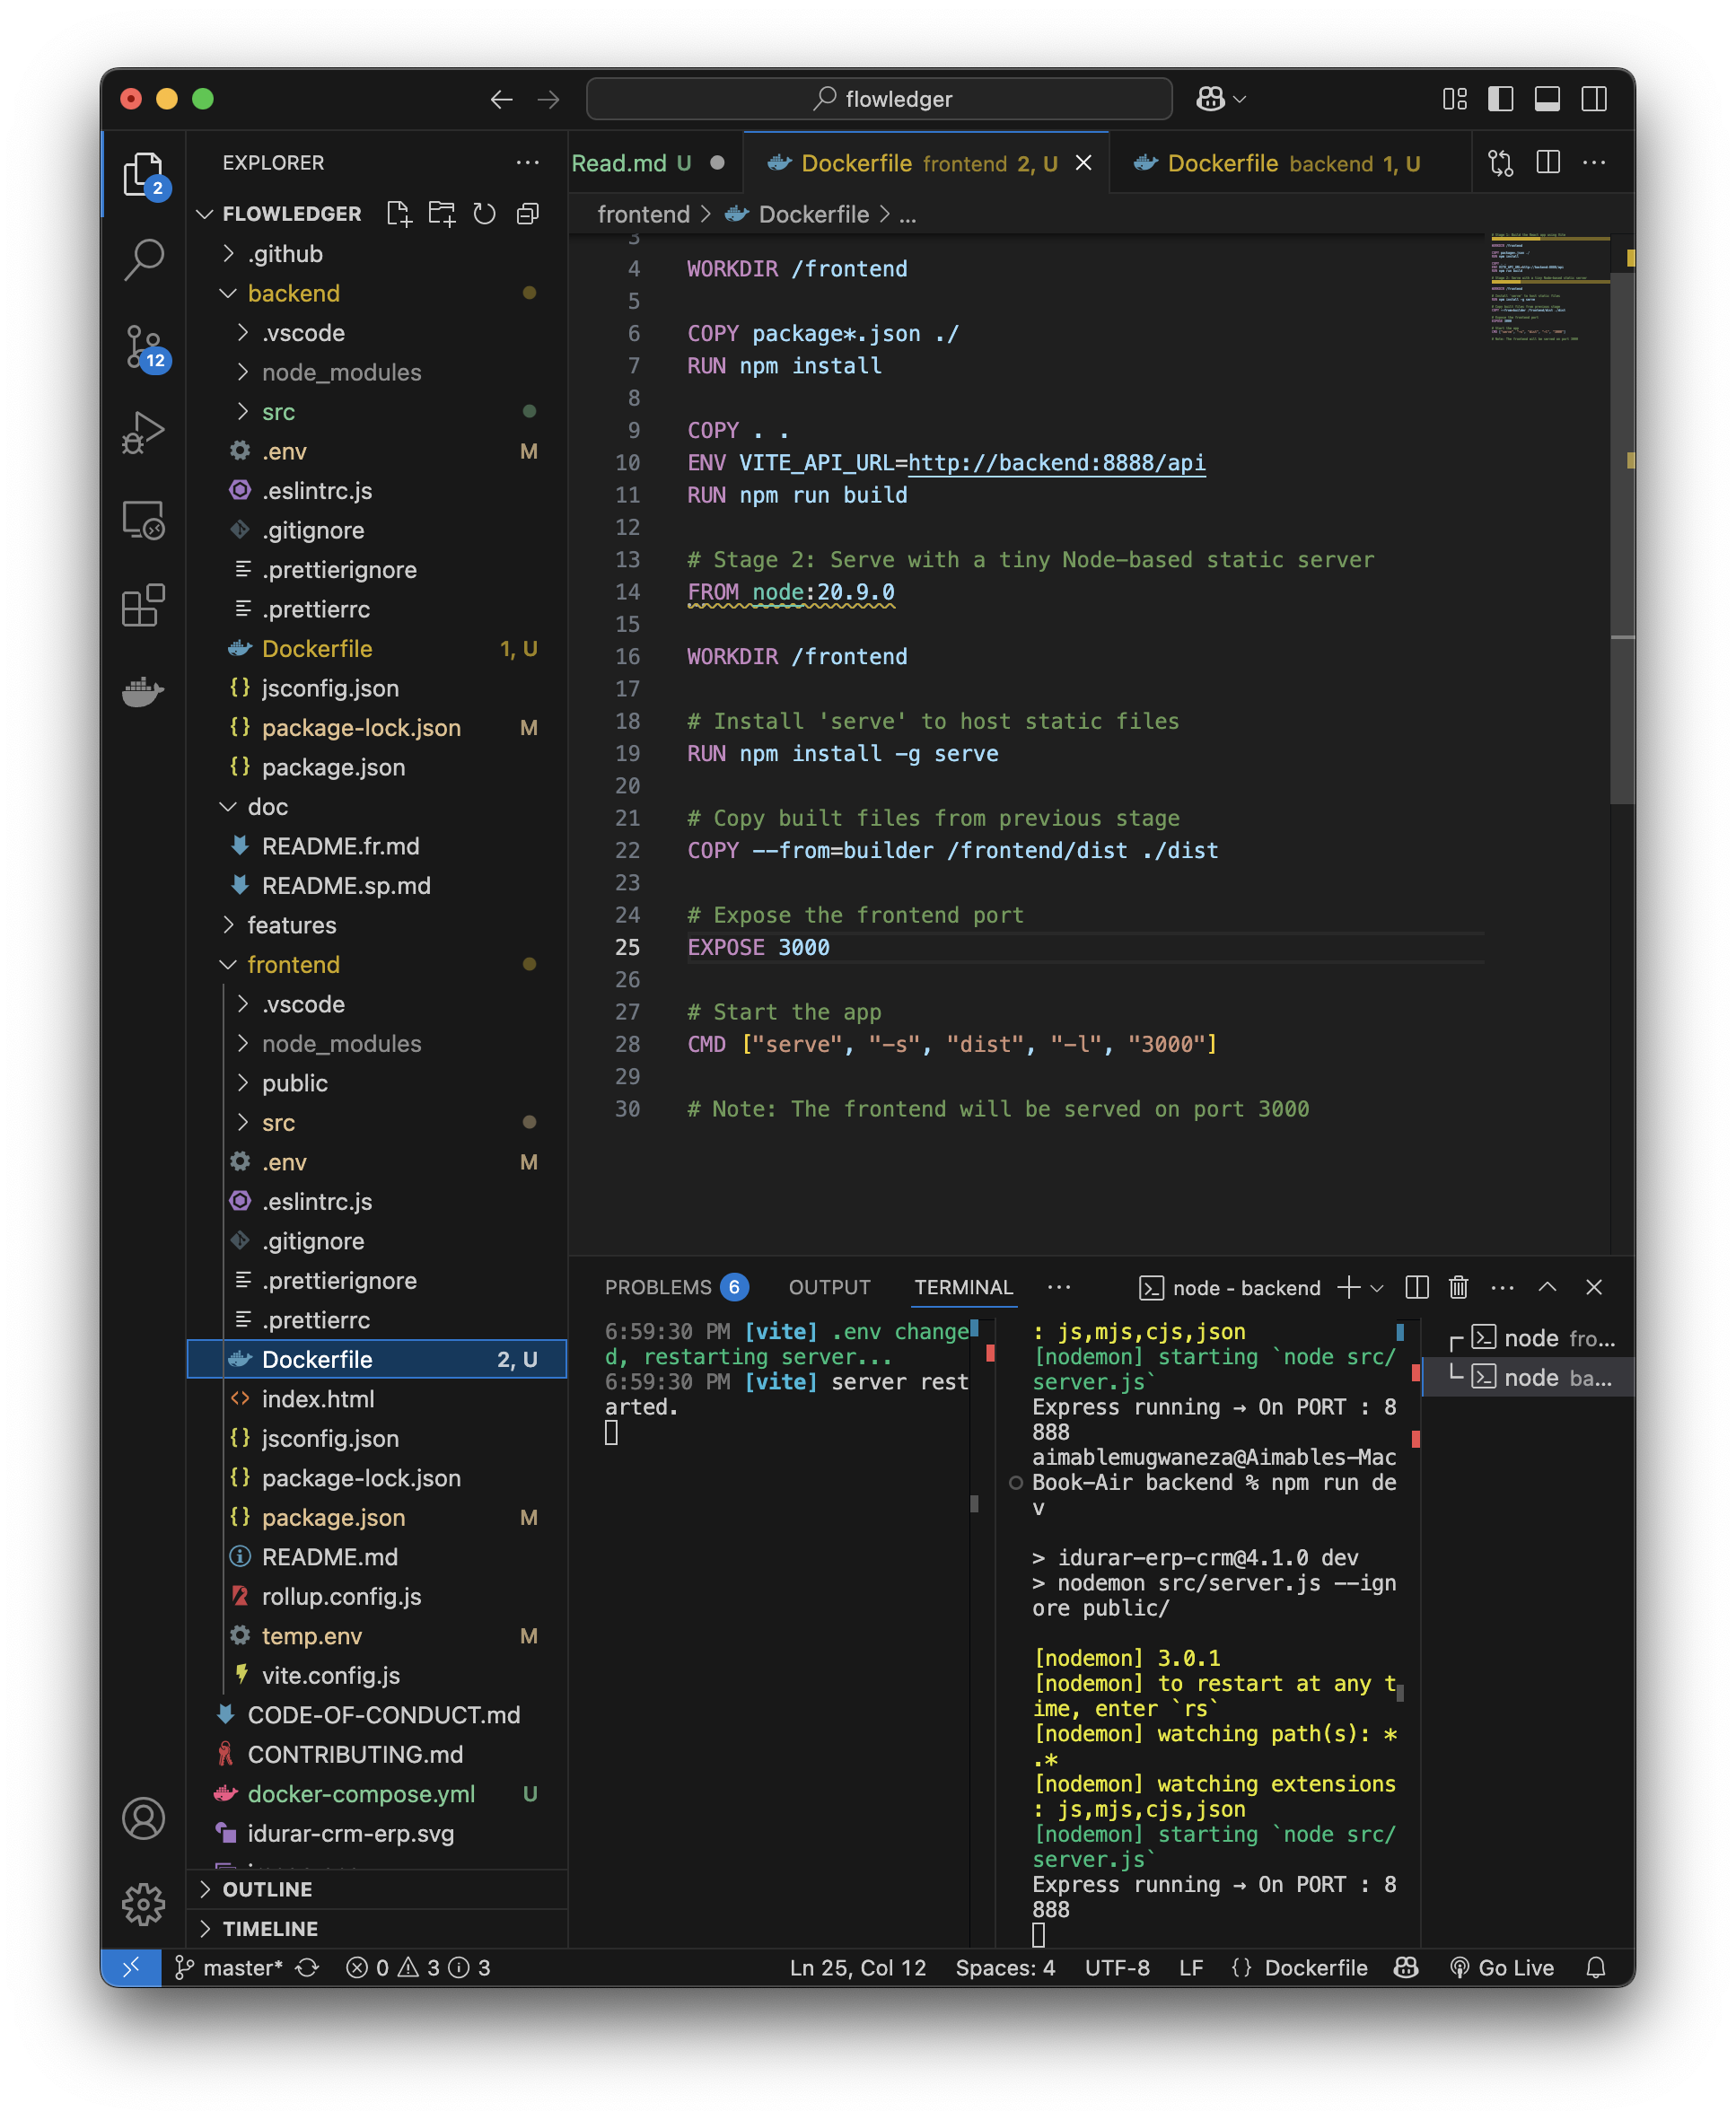 flowledger
EXPLORER
2
12
FLOWLEDGER
.github
backend
.vscode
node_modules
src
.env M
.eslintrc.js
.gitignore
.prettierignore
.prettierrc
Dockerfile 1, U
jsconfig.json
package-lock.json M
package.json
doc
README.fr.md
README.sp.md
features
frontend
.vscode
node_modules
public
src
.env M
.eslintrc.js
.gitignore
.prettierignore
.prettierrc
Dockerfile 2, U
index.html
jsconfig.json
package-lock.json
package.json M
README.md
rollup.config.js
temp.env M
vite.config.js
CODE-OF-CONDUCT.md
CONTRIBUTING.md
docker-compose.yml U
idurar-crm-erp.svg
OUTLINE
TIMELINE
Read.md U
Dockerfile frontend 2, U
Dockerfile backend 1, U
frontend > Dockerfile > ...
3
4 WORKDIR /frontend
5
6 COPY package*.json ./
7 RUN npm install
8
9 COPY . .
10 ENV VITE_API_URL=http://backend:8888/api
11 RUN npm run build
12
13 # Stage 2: Serve with a tiny Node-based static server
14 FROM node:20.9.0
15
16 WORKDIR /frontend
17
18 # Install 'serve' to host static files
19 RUN npm install -g serve
20
21 # Copy built files from previous stage
22 COPY --from=builder /frontend/dist ./dist
23
24 # Expose the frontend port
25 EXPOSE 3000
26
27 # Start the app
28 CMD ["serve", "-s", "dist", "-l", "3000"]
29
30 # Note: The frontend will be served on port 3000
PROBLEMS 6 OUTPUT TERMINAL node - backend
6:59:30 PM [vite] .env change
d, restarting server...
6:59:30 PM [vite] server rest
arted.
: js,mjs,cjs,json
[nodemon] starting `node src/
server.js`
Express running → On PORT : 8
888
aimablemugwaneza@Aimables-Mac
Book-Air backend % npm run de
v
> idurar-erp-crm@4.1.0 dev
> nodemon src/server.js --ign
ore public/
[nodemon] 3.0.1
[nodemon] to restart at any t
ime, enter `rs`
[nodemon] watching path(s): *
.*
[nodemon] watching extensions
: js,mjs,cjs,json
[nodemon] starting `node src/
server.js`
Express running → On PORT : 8
888
node fro...
node ba...
master* 0 3 3 Ln 25, Col 12 Spaces: 4 UTF-8 LF {} Dockerfile Go Live